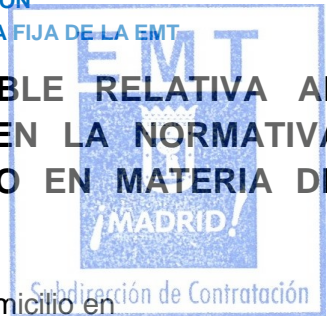 ÓN
A FIJA DE LA EMT
EMT
BLE RELATIVA A
EN LA NORMATIVA
O EN MATERIA DE
¡MADRID!
Subdirección de Contratación
micilio en